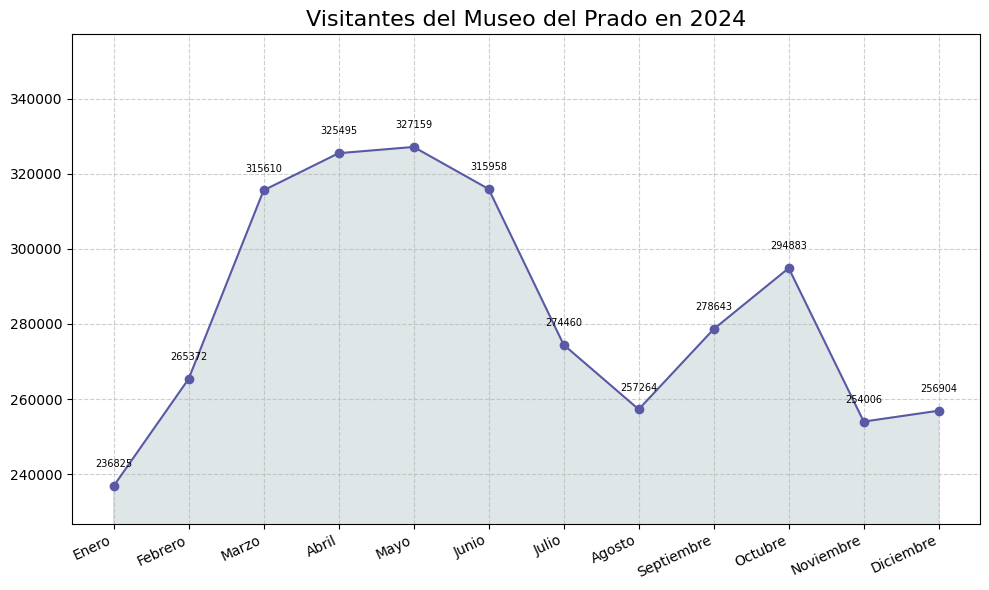 Visitantes del Museo del Prado en 2024
340000
320000
300000
280000
260000
240000
236825
265372
315610
325495
327159
315958
274460
257264
278643
294883
254006
256904
Enero
Febrero
Marzo
Abril
Mayo
Junio
Julio
Agosto
Septiembre
Octubre
Noviembre
Diciembre